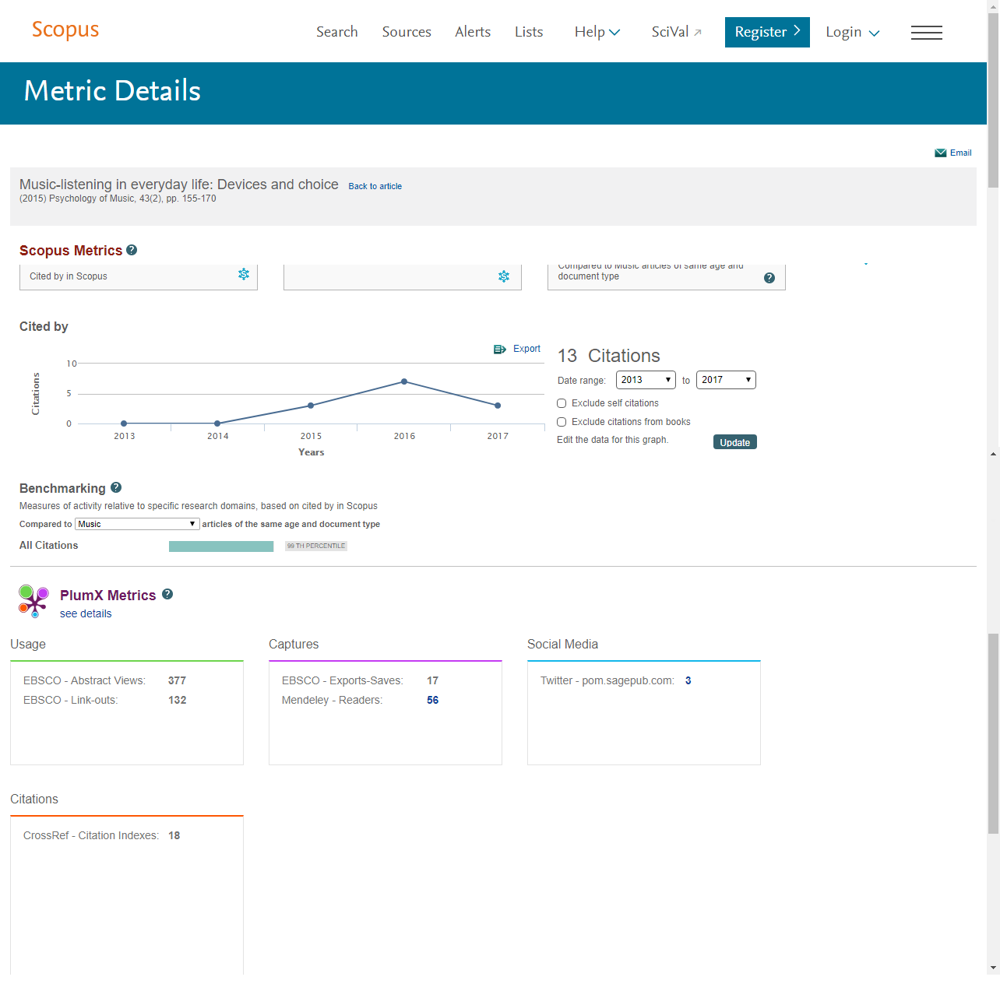 Scopus
Search Sources Alerts Lists Help SciVal Register Login
Metric Details
Email
Music-listening in everyday life: Devices and choice Back to article
(2015) Psychology of Music, 43(2), pp. 155-170
Scopus Metrics ?
Cited by in Scopus
Compared to Music articles of same age and
document type ?
Cited by
Export
Citations
10
5
0
2013 2014 2015 2016 2017
Years
13 Citations
Date range: 2013 to 2017
Exclude self citations
Exclude citations from books
Edit the data for this graph. Update
Benchmarking ?
Measures of activity relative to specific research domains, based on cited by in Scopus
Compared to Music articles of the same age and document type
All Citations 99 TH PERCENTILE
PlumX Metrics ?
see details
Usage
EBSCO - Abstract Views: 377
EBSCO - Link-outs: 132
Captures
EBSCO - Exports-Saves: 17
Mendeley - Readers: 56
Social Media
Twitter - pom.sagepub.com: 3
Citations
CrossRef - Citation Indexes: 18